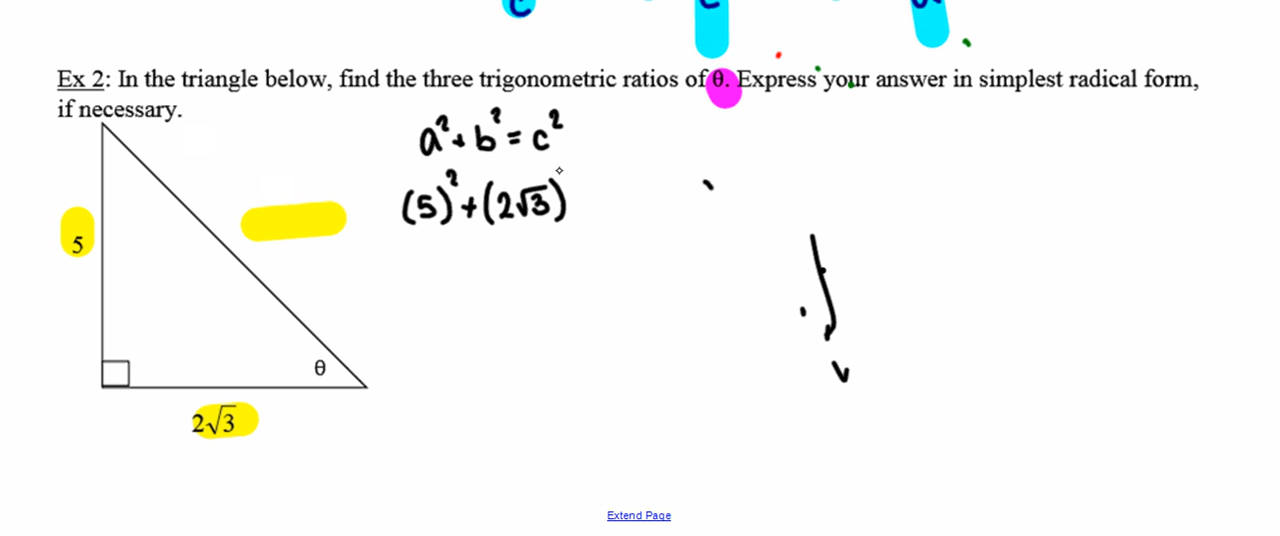 C c
Ex 2: In the triangle below, find the three trigonometric ratios of θ. Express your answer in simplest radical form,
if necessary.
a² + b² = c²
(5)² + (2√3)
5
θ
2√3
Extend Page